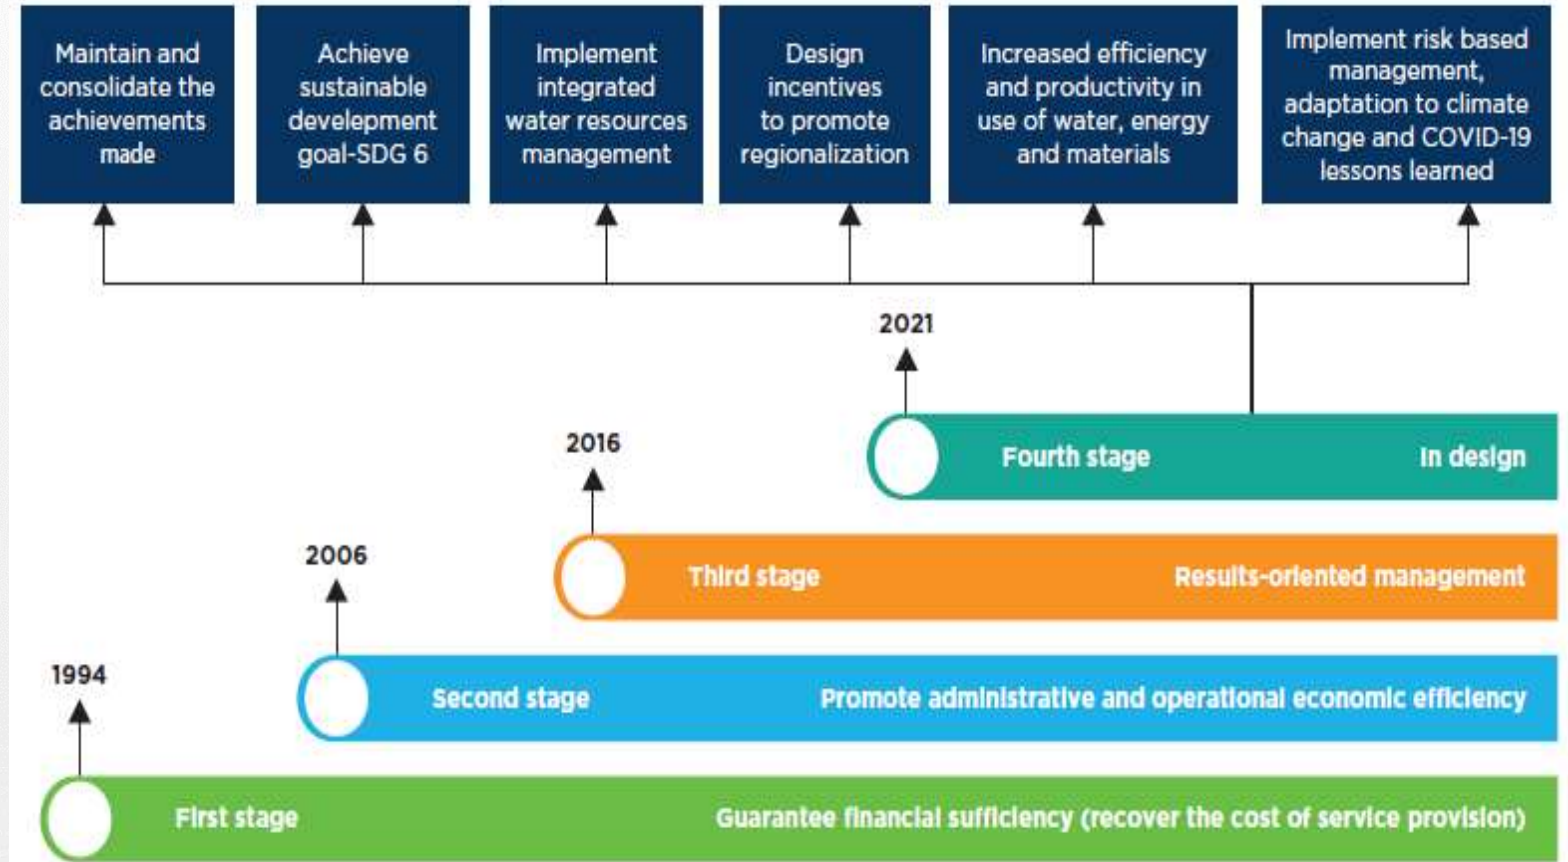 Maintain and
consolidate the
achievements
made
Achieve
sustainable
develepment
goal-SDG 6
Implement
integrated
water resources
management
Design
incentives
to promote
regionalization
Increased efficiency
and productivity in
use of water, energy
and materials
Implement risk based
management,
adaptation to climate
change and COVID-19
lessons learned
2021
Fourth stage In design
2016
Third stage Results-oriented management
2006
Second stage Promote administrative and operational economic efficiency
1994
First stage Guarantee financial sufficiency (recover the cost of service provision)